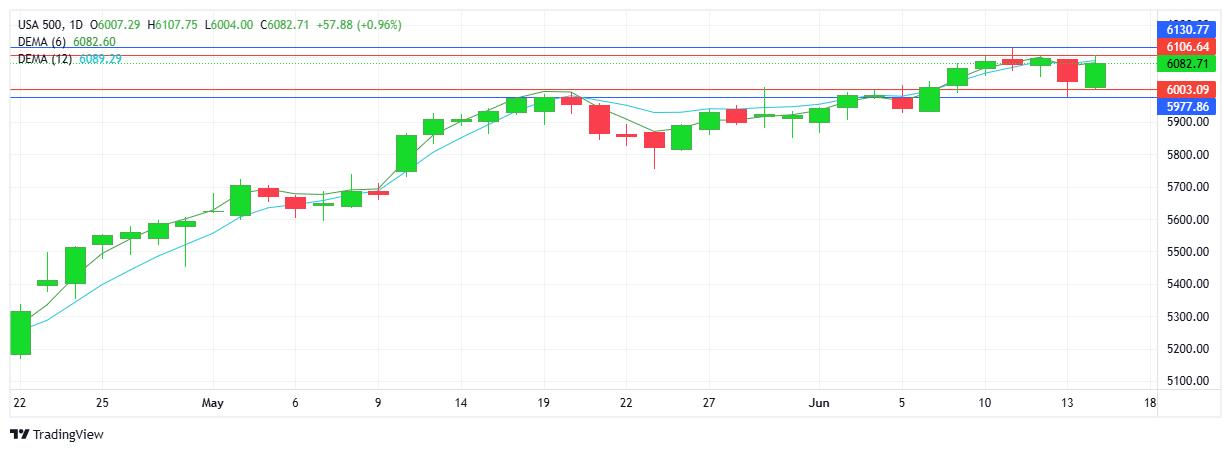 USA 500, 1D O6007.29 H6107.75 L6004.00 C6082.71 +57.88 (+0.96%)
DEMA (6) 6082.60
DEMA (12) 6089.29
6130.77
6106.64
6082.71
6003.09
5977.86
5900.00
5800.00
5700.00
5600.00
5500.00
5400.00
5300.00
5200.00
5100.00
22 25 May 6 9 14 19 22 27 Jun 5 10 13 18
TradingView